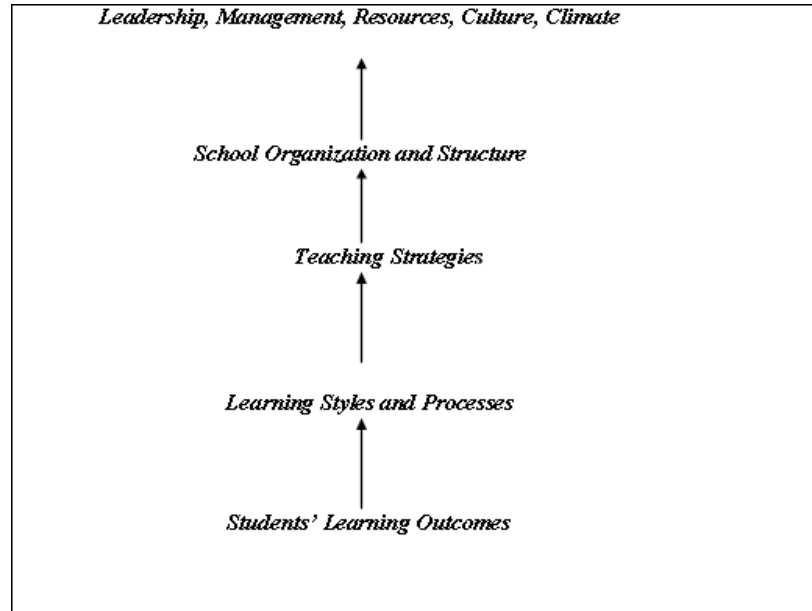 Leadership, Management, Resources, Culture, Climate
School Organization and Structure
Teaching Strategies
Learning Styles and Processes
Students’ Learning Outcomes